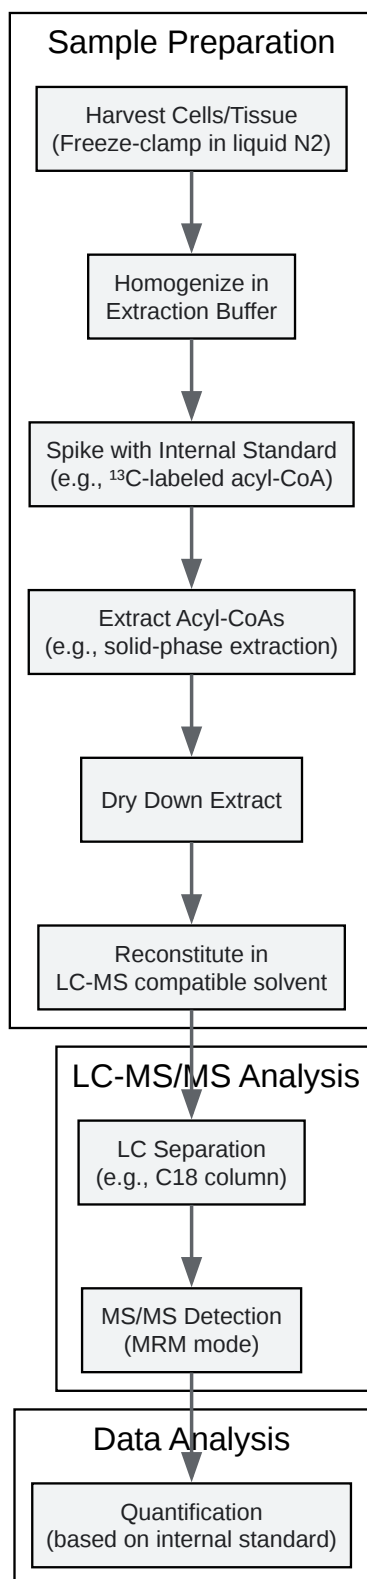 Sample Preparation
Harvest Cells/Tissue
(Freeze-clamp in liquid N2)
Homogenize in
Extraction Buffer
Spike with Internal Standard
(e.g., ¹³C-labeled acyl-CoA)
Extract Acyl-CoAs
(e.g., solid-phase extraction)
Dry Down Extract
Reconstitute in
LC-MS compatible solvent
LC-MS/MS Analysis
LC Separation
(e.g., C18 column)
MS/MS Detection
(MRM mode)
Data Analysis
Quantification
(based on internal standard)